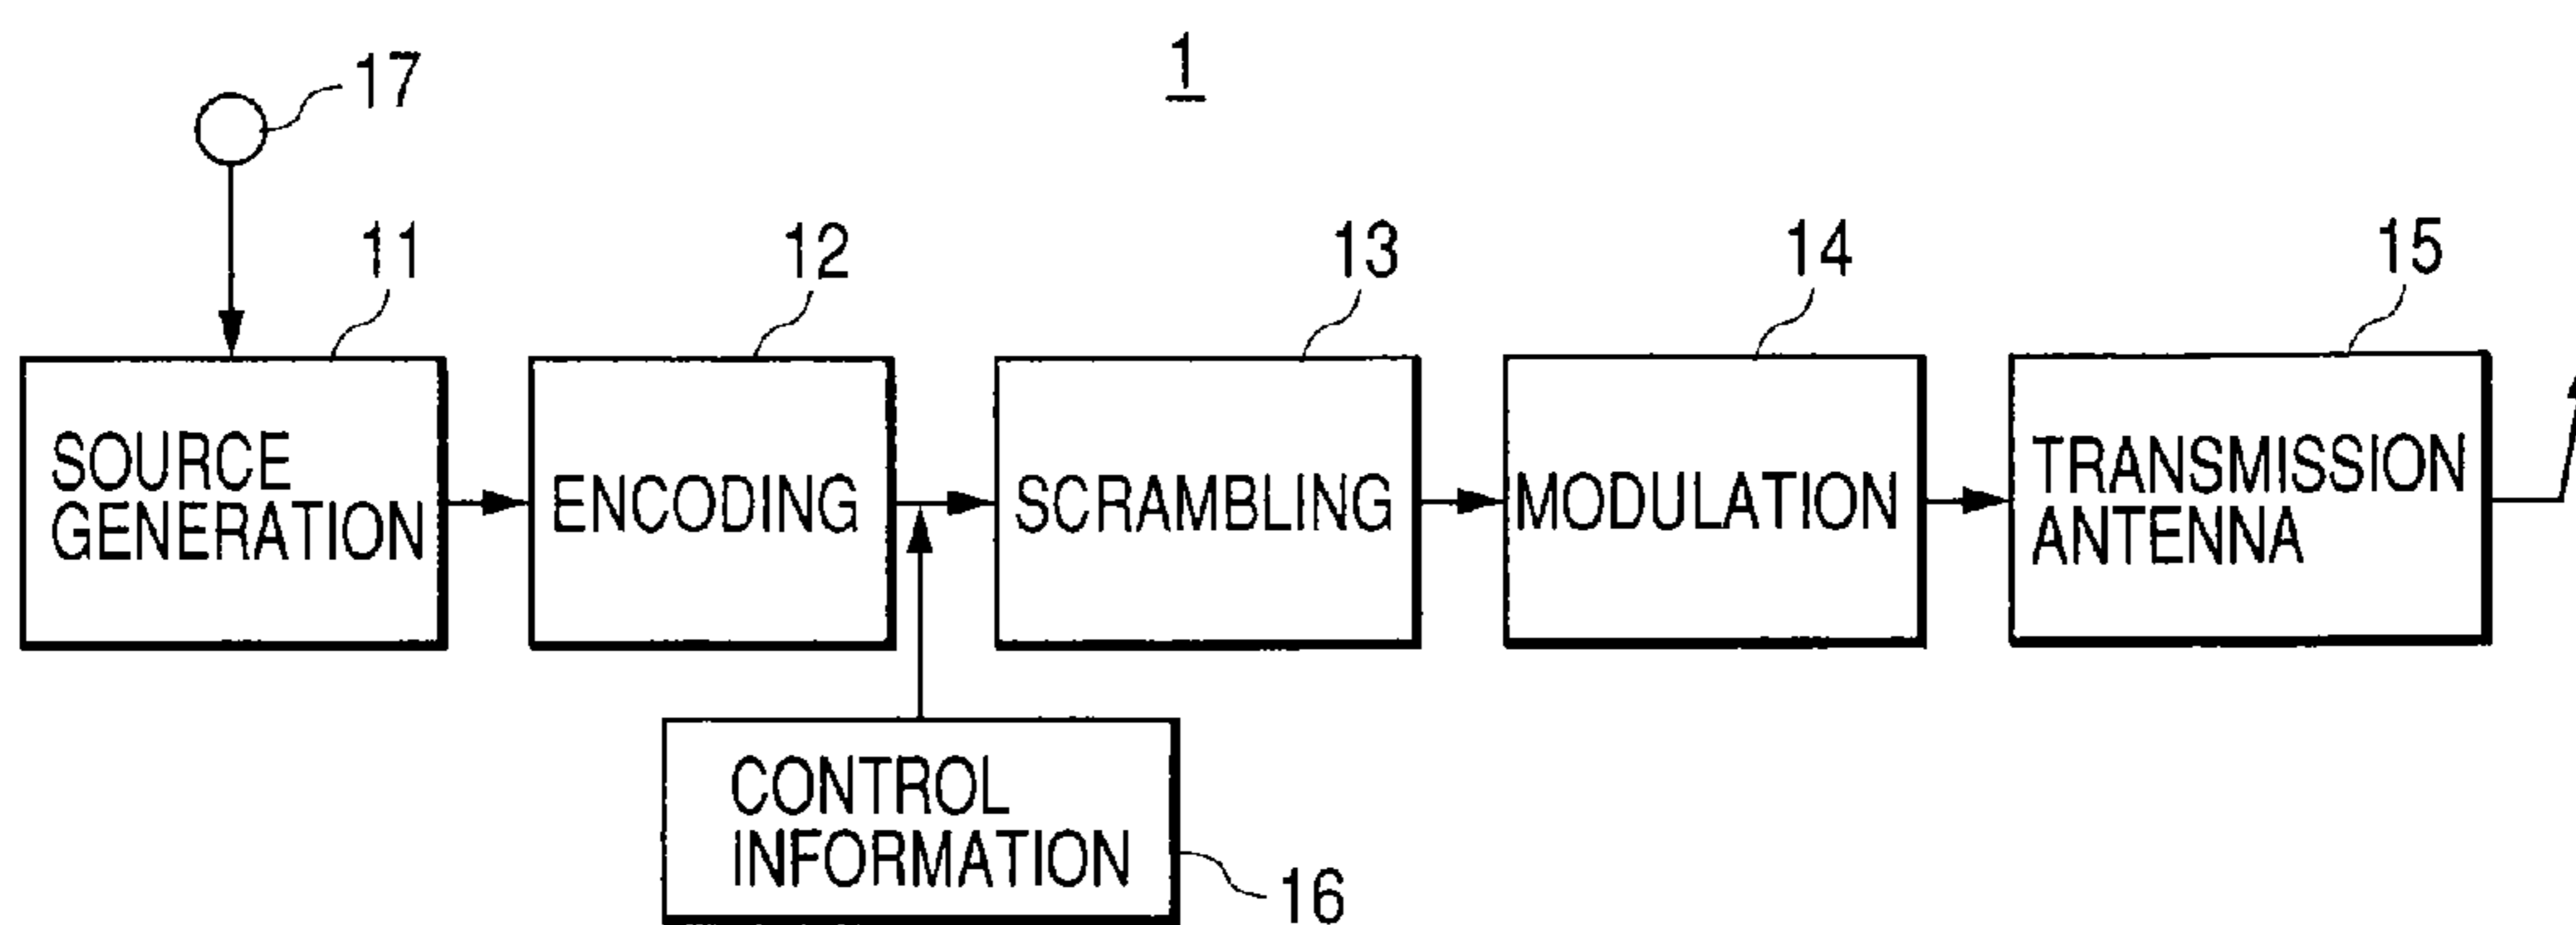 1
17
11
12
13
14
15
SOURCE
GENERATION
ENCODING
SCRAMBLING
MODULATION
TRANSMISSION
ANTENNA
CONTROL
INFORMATION
16